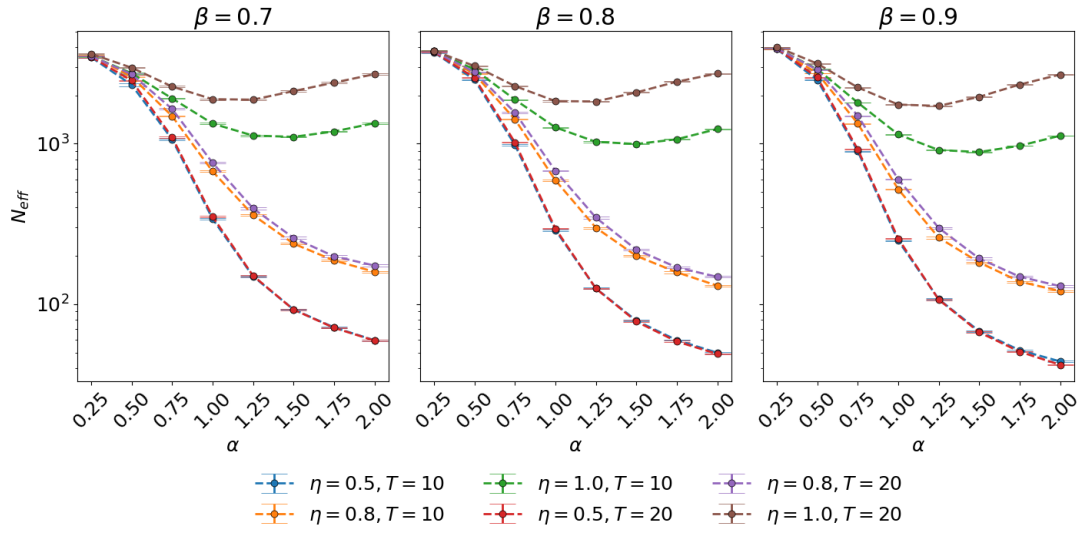 β = 0.7
β = 0.8
β = 0.9
N_eff
10³
10²
0.25 0.50 0.75 1.00 1.25 1.50 1.75 2.00
0.25 0.50 0.75 1.00 1.25 1.50 1.75 2.00
0.25 0.50 0.75 1.00 1.25 1.50 1.75 2.00
α
α
α
η = 0.5, T = 10
η = 1.0, T = 10
η = 0.8, T = 20
η = 0.8, T = 10
η = 0.5, T = 20
η = 1.0, T = 20